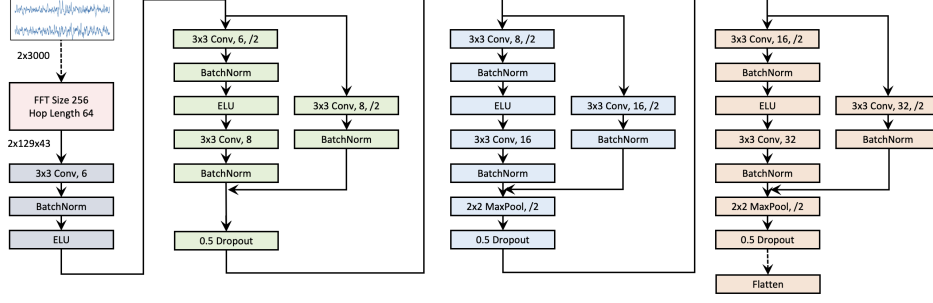 2x3000
FFT Size 256
Hop Length 64
2x129x43
3x3 Conv, 6
BatchNorm
ELU
3x3 Conv, 6, /2
BatchNorm
ELU
3x3 Conv, 8
BatchNorm
3x3 Conv, 8, /2
BatchNorm
0.5 Dropout
3x3 Conv, 8, /2
BatchNorm
ELU
3x3 Conv, 16
BatchNorm
3x3 Conv, 16, /2
BatchNorm
2x2 MaxPool, /2
0.5 Dropout
3x3 Conv, 16, /2
BatchNorm
ELU
3x3 Conv, 32
BatchNorm
3x3 Conv, 32, /2
BatchNorm
2x2 MaxPool, /2
0.5 Dropout
Flatten